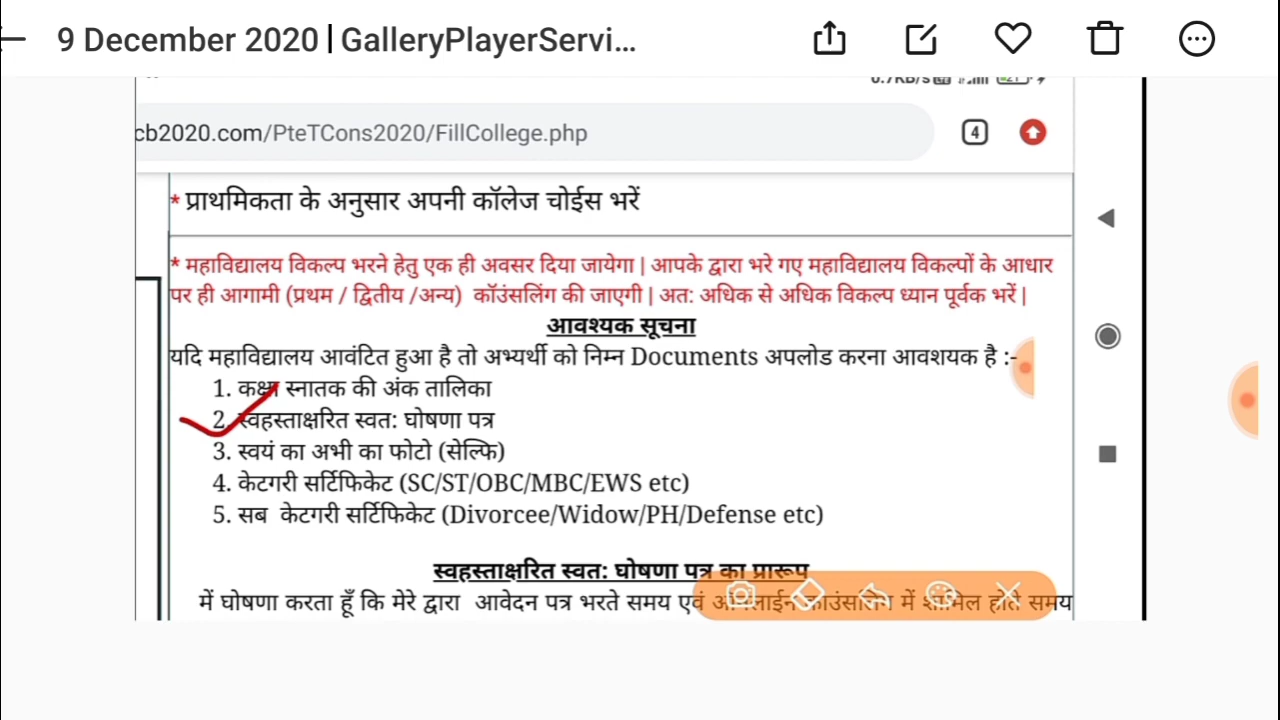 9 December 2020 | GalleryPlayerServi...
0.7KB/s
cb2020.com/PteTCons2020/FillCollege.php
4
* प्राथमिकता के अनुसार अपनी कॉलेज चोईस भरें
* महाविद्यालय विकल्प भरने हेतु एक ही अवसर दिया जायेगा | आपके द्वारा भरे गए महाविद्यालय विकल्पों के आधार
पर ही आगामी (प्रथम / द्वितीय /अन्य) कॉउंसलिंग की जाएगी | अत: अधिक से अधिक विकल्प ध्यान पूर्वक भरें |
आवश्यक सूचना
यदि महाविद्यालय आवंटित हुआ है तो अभ्यर्थी को निम्न Documents अपलोड करना आवशयक है :-
1. कक्षा स्नातक की अंक तालिका
2. स्वहस्ताक्षरित स्वत: घोषणा पत्र
3. स्वयं का अभी का फोटो (सेल्फि)
4. केटगरी सर्टिफिकेट (SC/ST/OBC/MBC/EWS etc)
5. सब केटगरी सर्टिफिकेट (Divorcee/Widow/PH/Defense etc)
स्वहस्ताक्षरित स्वत: घोषणा पत्र का प्रारूप
में घोषणा करता हूँ कि मेरे द्वारा आवेदन पत्र भरते समय एवं में शामिल होते समय